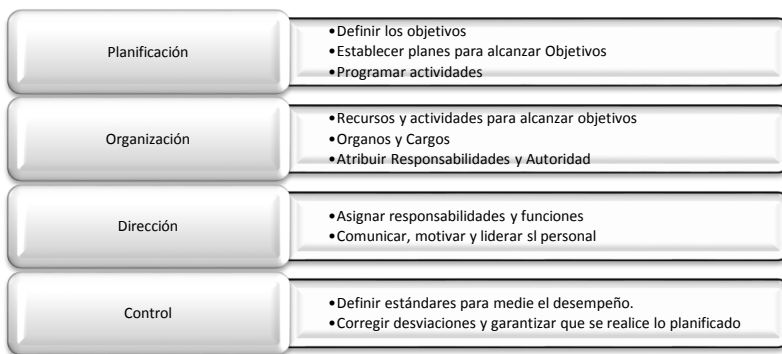 Planificación
•Definir los objetivos
•Establecer planes para alcanzar Objetivos
•Programar actividades
Organización
•Recursos y actividades para alcanzar objetivos
•Organos y Cargos
•Atribuir Responsabilidades y Autoridad
Dirección
•Asignar responsabilidades y funciones
•Comunicar, motivar y liderar sl personal
Control
•Definir estándares para medie el desempeño.
•Corregir desviaciones y garantizar que se realice lo planificado